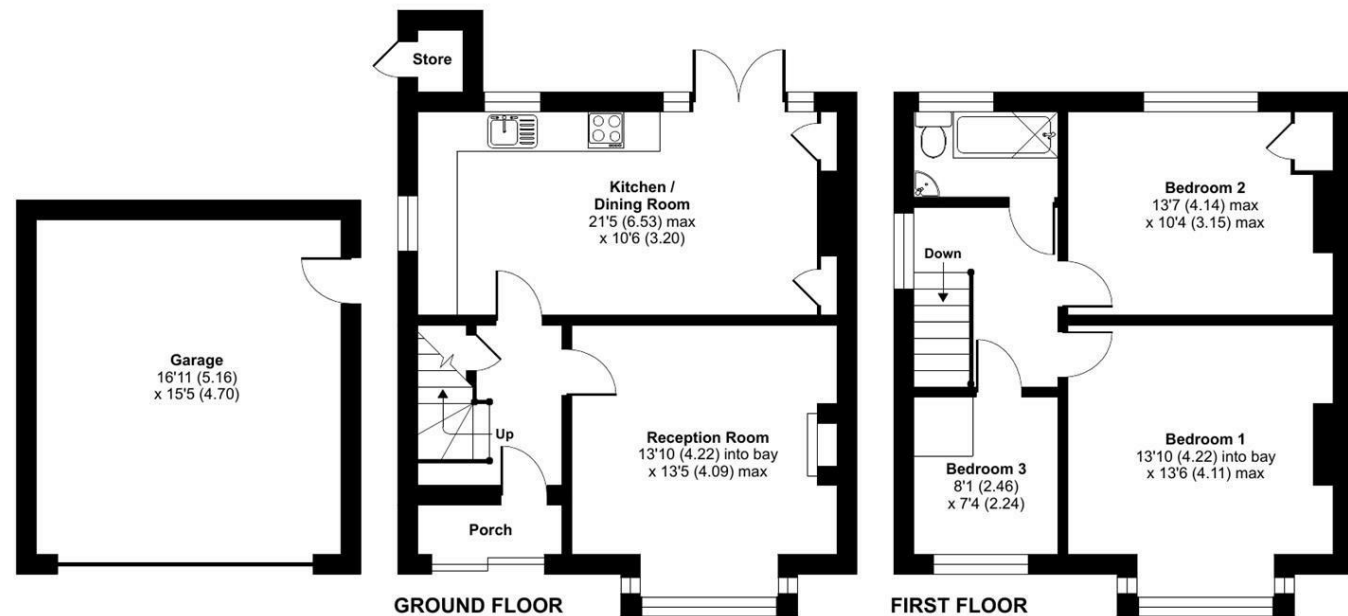 Store
Kitchen /
Dining Room
21'5 (6.53) max
x 10'6 (3.20)
Garage
16'11 (5.16)
x 15'5 (4.70)
Up
Reception Room
13'10 (4.22) into bay
x 13'5 (4.09) max
Porch
GROUND FLOOR
Bedroom 2
13'7 (4.14) max
x 10'4 (3.15) max
Down
Bedroom 3
8'1 (2.46)
x 7'4 (2.24)
Bedroom 1
13'10 (4.22) into bay
x 13'6 (4.11) max
FIRST FLOOR